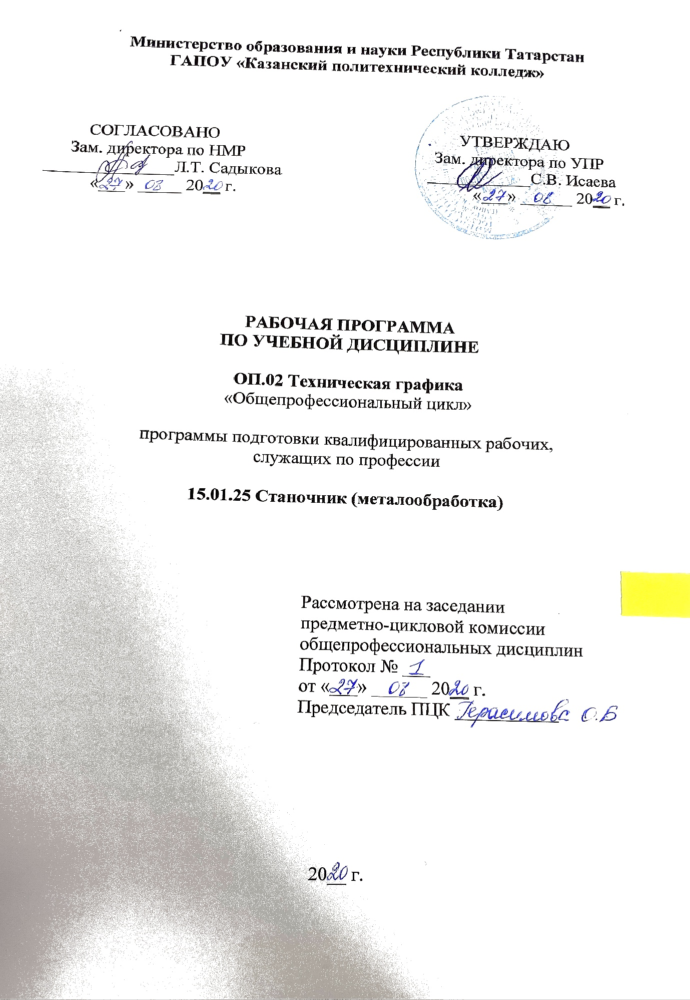 Министерство образования и науки Республики Татарстан
ГАПОУ «Казанский политехнический колледж»
СОГЛАСОВАНО
Зам. директора по НМР
Л.Т. Садыкова
«27» 08 2020 г.
УТВЕРЖДАЮ
Зам. директора по УПР
С.В. Исаева
«27» 08 2020 г.
РАБОЧАЯ ПРОГРАММА
ПО УЧЕБНОЙ ДИСЦИПЛИНЕ
ОП.02 Техническая графика
«Общепрофессиональный цикл»
программы подготовки квалифицированных рабочих,
служащих по профессии
15.01.25 Станочник (металообработка)
Рассмотрена на заседании
предметно-цикловой комиссии
общепрофессиональных дисциплин
Протокол № 1
от «27» 08 2020 г.
Председатель ПЦК Герасимова О.В
2020 г.